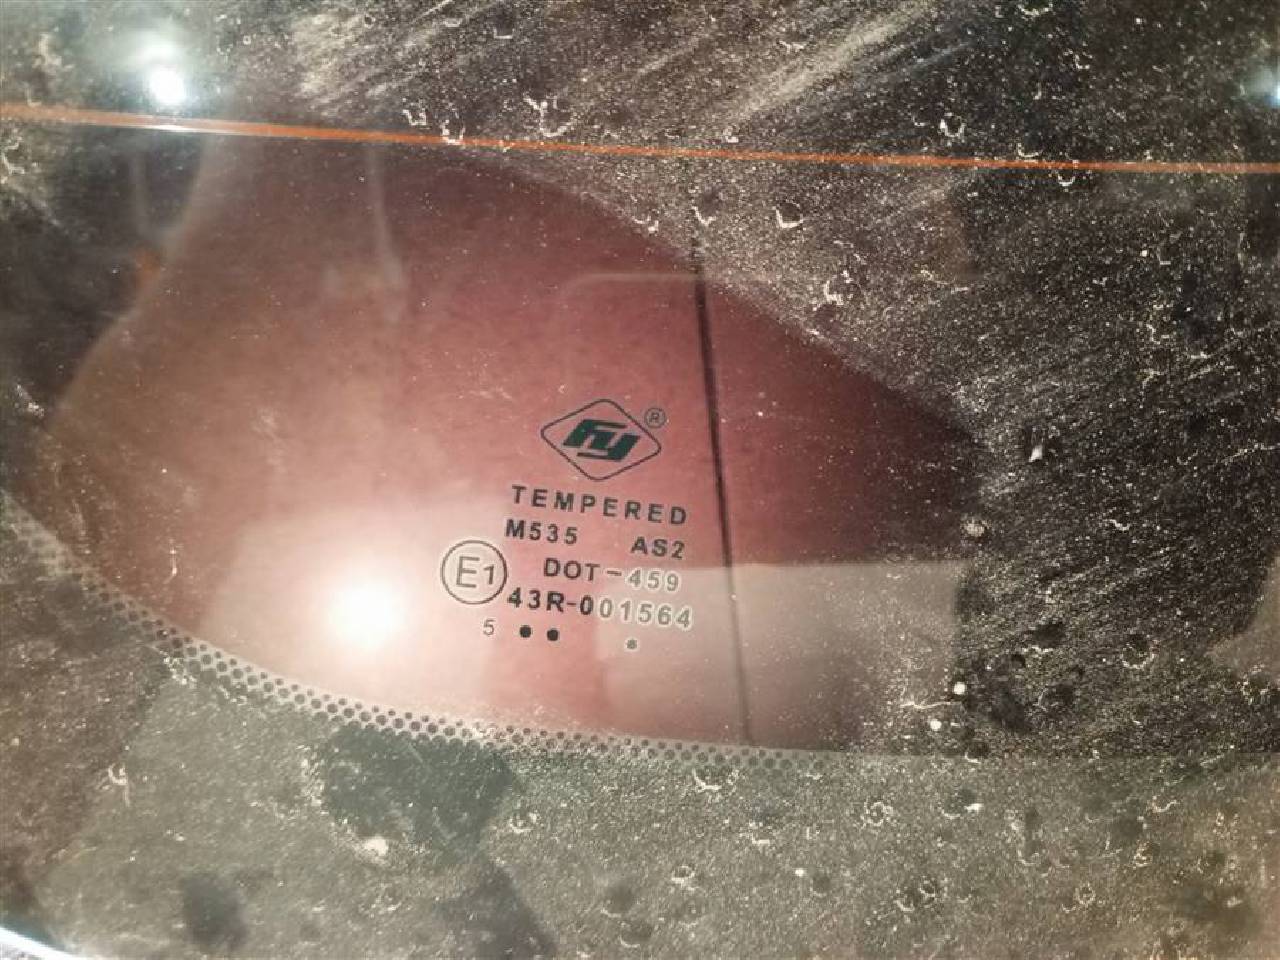 FY ®
TEMPERED
M535 AS2
DOT-459
E1
43R-001564
5 •• •